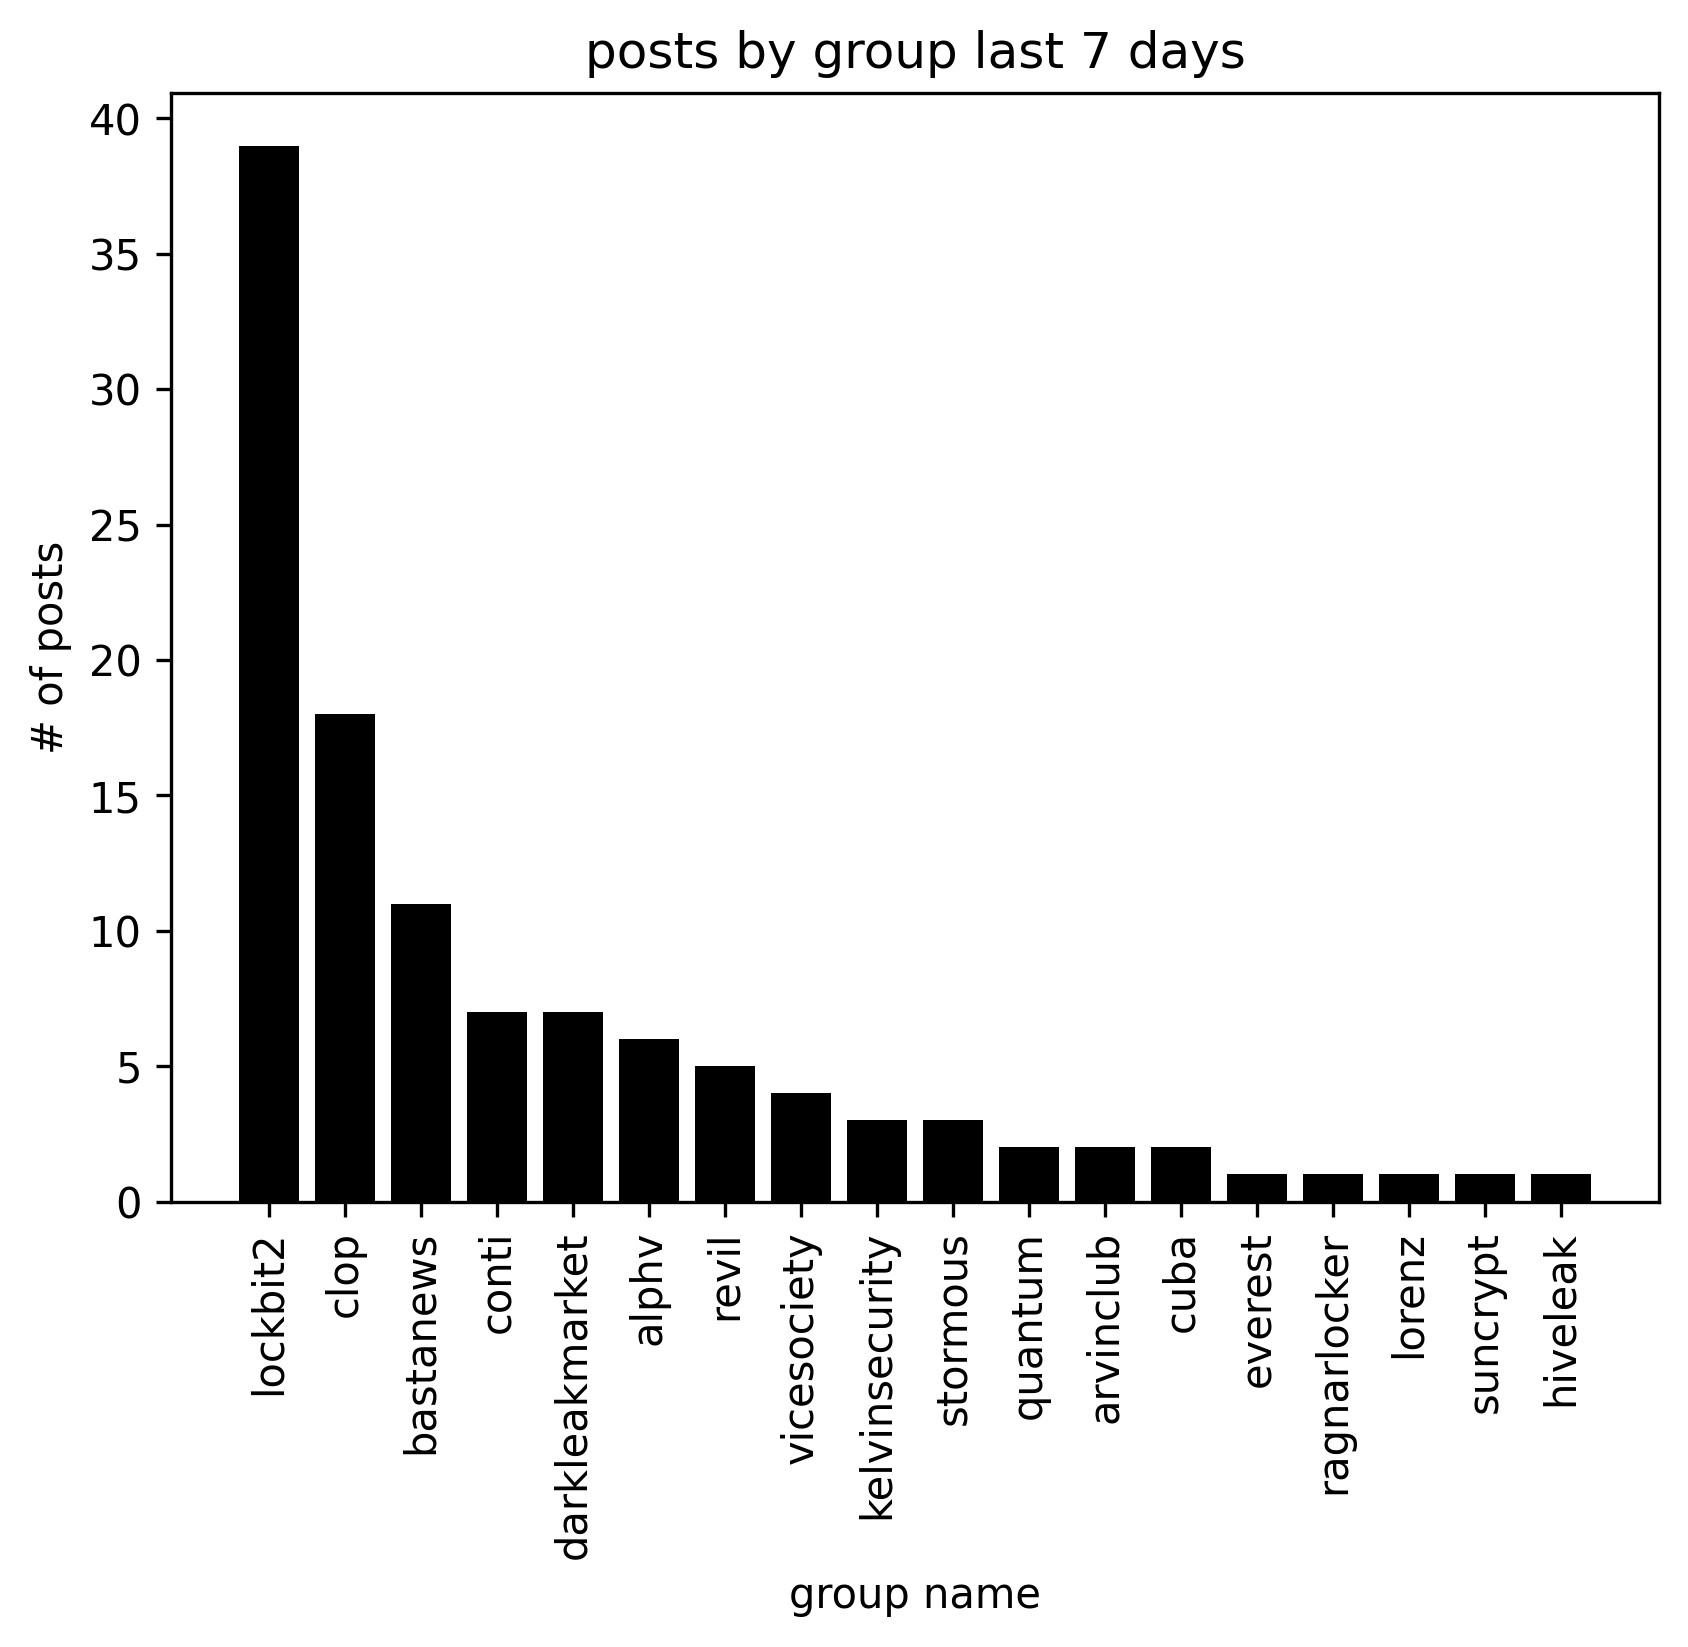 posts by group last 7 days
# of posts
40
35
30
25
20
15
10
5
0
lockbit2
clop
bastanews
conti
darkleakmarket
alphv
revil
vicesociety
kelvinsecurity
stormous
quantum
arvinclub
cuba
everest
ragnarlocker
lorenz
suncrypt
hiveleak
group name